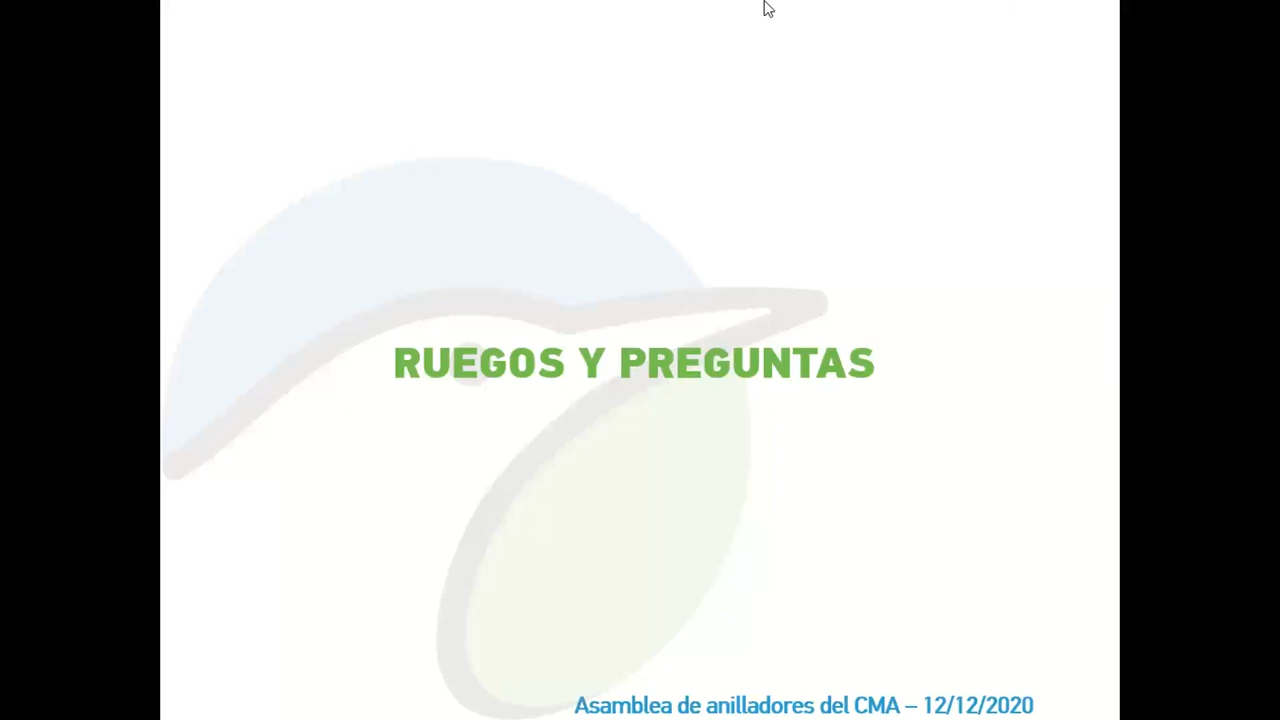 RUEGOS Y PREGUNTAS
Asamblea de anilladores del CMA – 12/12/2020